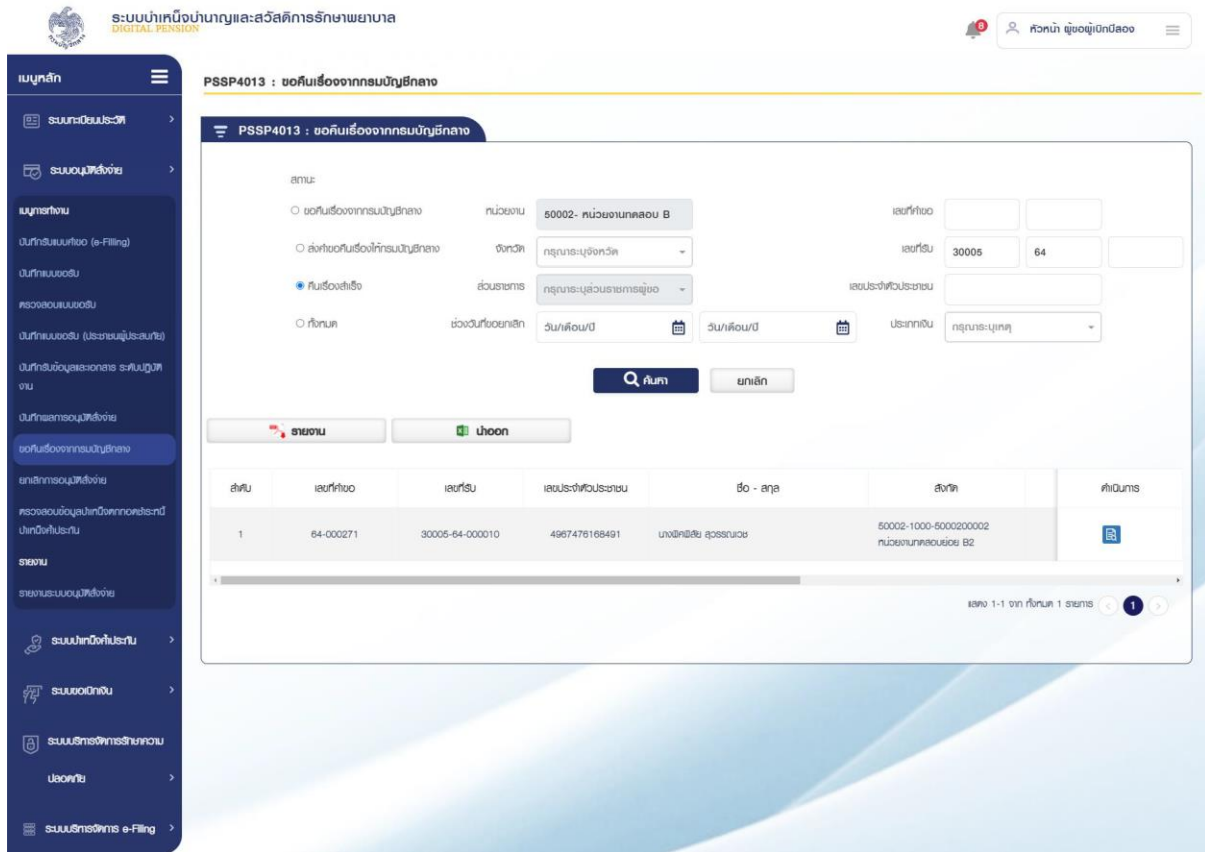 ระบบบำเหน็จบำนาญและสวัสดิการรักษาพยาบาล
DIGITAL PENSION
8
หัวหน้า ผู้ขอผู้เบิกปีสอง
เมนูหลัก
ระบบทะเบียนประวัติ
ระบบอนุมัติสั่งจ่าย
เมนูการทำงาน
บันทึกรับแบบคำขอ (e-Filling)
บันทึกแบบขอรับ
ตรวจสอบแบบขอรับ
บันทึกแบบขอรับ (ประชาชนผู้ประสบภัย)
บันทึกรับข้อมูลและเอกสาร ระดับปฏิบัติ
งาน
บันทึกผลการอนุมัติสั่งจ่าย
ขอคืนเรื่องจากกรมบัญชีกลาง
ยกเลิกการอนุมัติสั่งจ่าย
ตรวจสอบข้อมูลบำเหน็จตกทอด/กรณี
บำเหน็จค้ำประกัน
รายงาน
รายงานระบบอนุมัติสั่งจ่าย
ระบบบำเหน็จค้ำประกัน
ระบบขอเบิกเงิน
ระบบบริหารจัดการรักษาความ
ปลอดภัย
ระบบบริหารจัดการ e-Filing
PSSP4013 : ขอคืนเรื่องจากกรมบัญชีกลาง
PSSP4013 : ขอคืนเรื่องจากกรมบัญชีกลาง
สถานะ
ขอคืนเรื่องจากกรมบัญชีกลาง หน่วยงาน 50002- หน่วยงานทดสอบ B เลขที่คำขอ
ส่งคำขอคืนเรื่องให้กรมบัญชีกลาง จังหวัด กรุณาระบุจังหวัด เลขที่รับ 30005 64
คืนเรื่องสำเร็จ ส่วนราชการ กรุณาระบุส่วนราชการผู้ขอ เลขประจำตัวประชาชน
ทั้งหมด ช่วงวันที่ขอยกเลิก วัน/เดือน/ปี วัน/เดือน/ปี ประเภทเงิน กรุณาระบุเหตุ
ค้นหา ยกเลิก
รายงาน นำออก
ลำดับ เลขที่คำขอ เลขที่รับ เลขประจำตัวประชาชน ชื่อ - สกุล สังกัด ดำเนินการ
1 64-000271 30005-64-000010 4967476168491 นางพิศพิสัย สุวรรณเวช 50002-1000-5000200002
หน่วยงานทดสอบย่อย B2
แสดง 1-1 จาก ทั้งหมด 1 รายการ 1